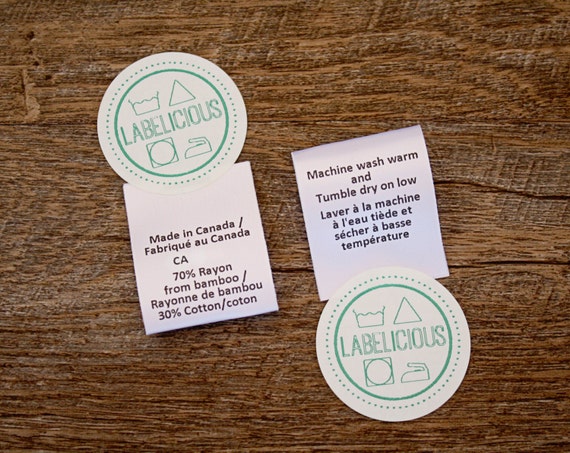 LABELICIOUS
Made in Canada /
Fabriqué au Canada
CA
70% Rayon
from bamboo /
Rayonne de bambou
30% Cotton/coton
Machine wash warm
and
Tumble dry on low
Laver à la machine
à l'eau tiède et
sécher à basse
température
LABELICIOUS